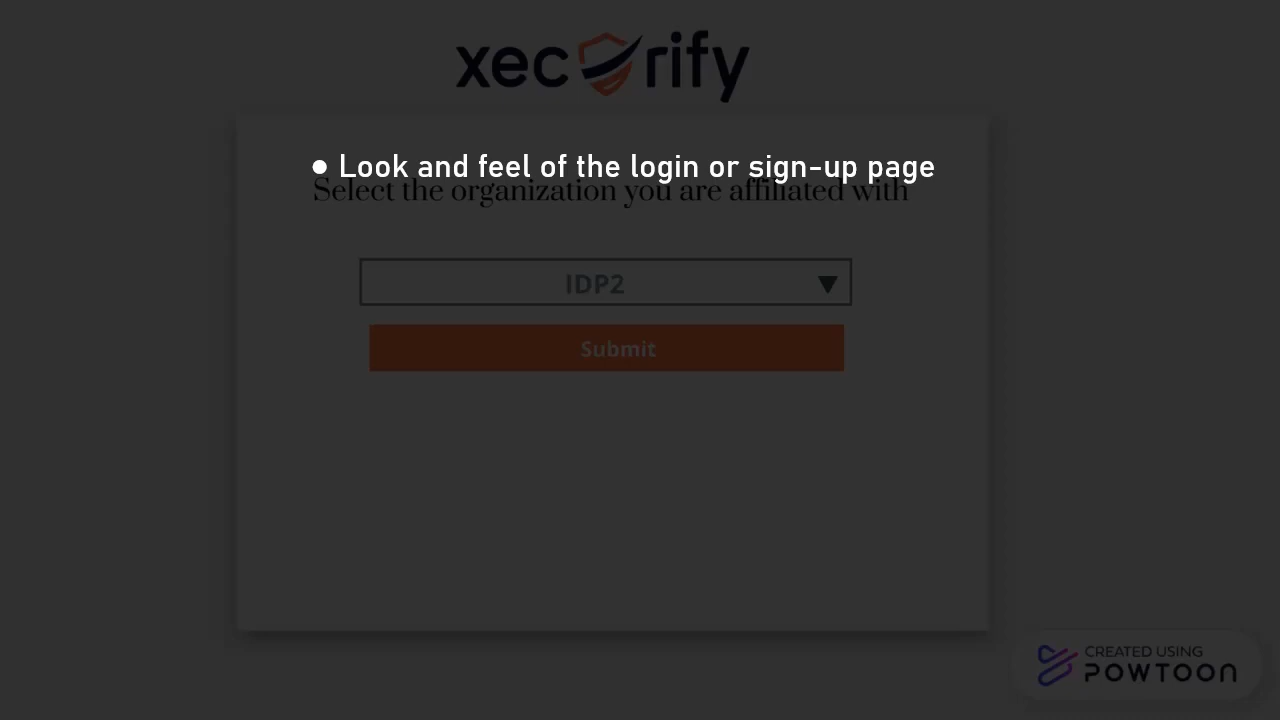 xecurify
• Look and feel of the login or sign-up page
Select the organization you are affiliated with
IDP2
Submit
CREATED USING
POWTOON